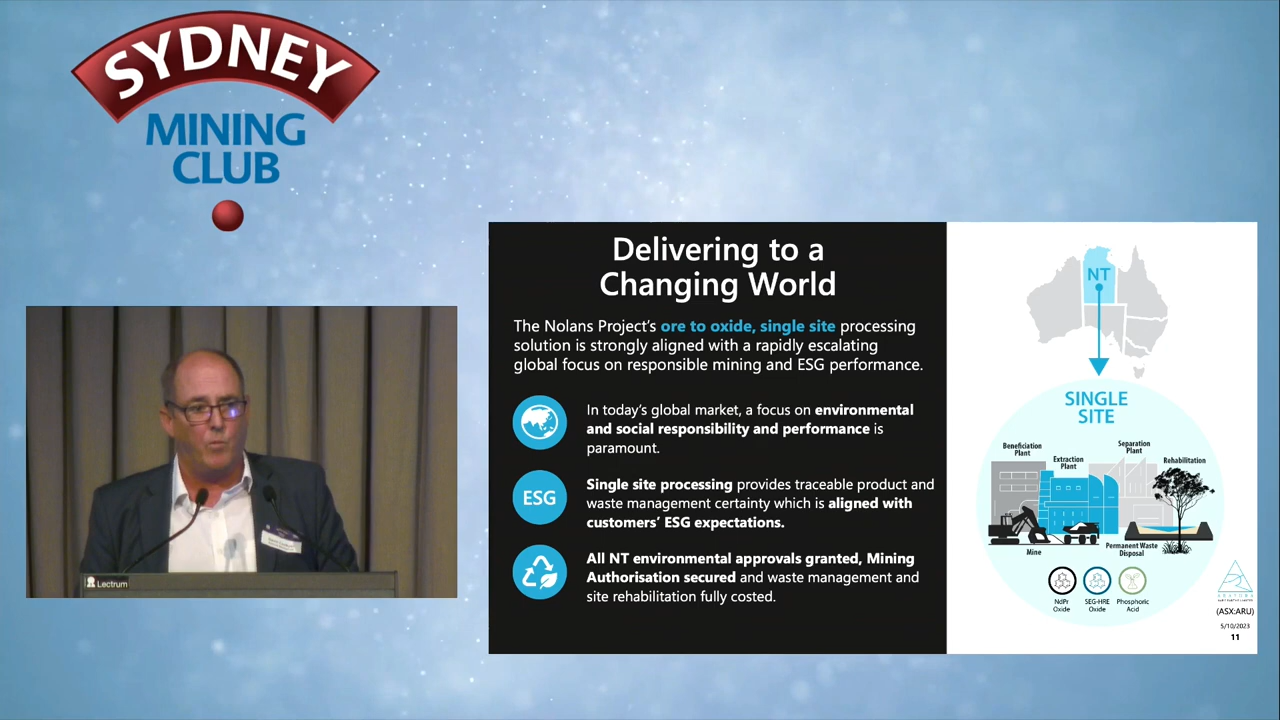 SYDNEY
MINING
CLUB
Lectrum
Delivering to a
Changing World
The Nolans Project's ore to oxide, single site processing
solution is strongly aligned with a rapidly escalating
global focus on responsible mining and ESG performance.
In today's global market, a focus on environmental
and social responsibility and performance is
paramount.
ESG
Single site processing provides traceable product and
waste management certainty which is aligned with
customers' ESG expectations.
All NT environmental approvals granted, Mining
Authorisation secured and waste management and
site rehabilitation fully costed.
NT
SINGLE
SITE
Beneficiation
Plant
Extraction
Plant
Separation
Plant
Rehabilitation
Mine
Permanent Waste
Disposal
NdPr
Oxide
SEG-HRE
Oxide
Phosphoric
Acid
(ASX:ARU)
5/10/2023
11